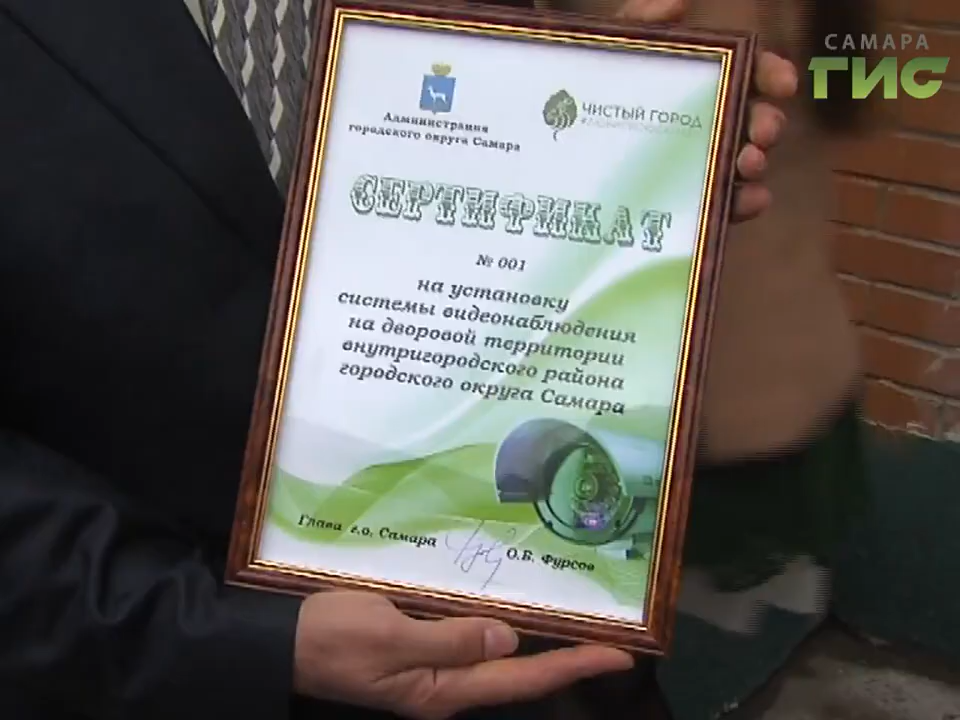 САМАРА
ГИС
Администрация
городского округа Самара
ЧИСТЫЙ ГОРОД
СЕРТИФИКАТ
№ 001
на установку
системы видеонаблюдения
на дворовой территории
внутригородского района
городского округа Самара
Глава г.о. Самара
О.Б. Фурсов